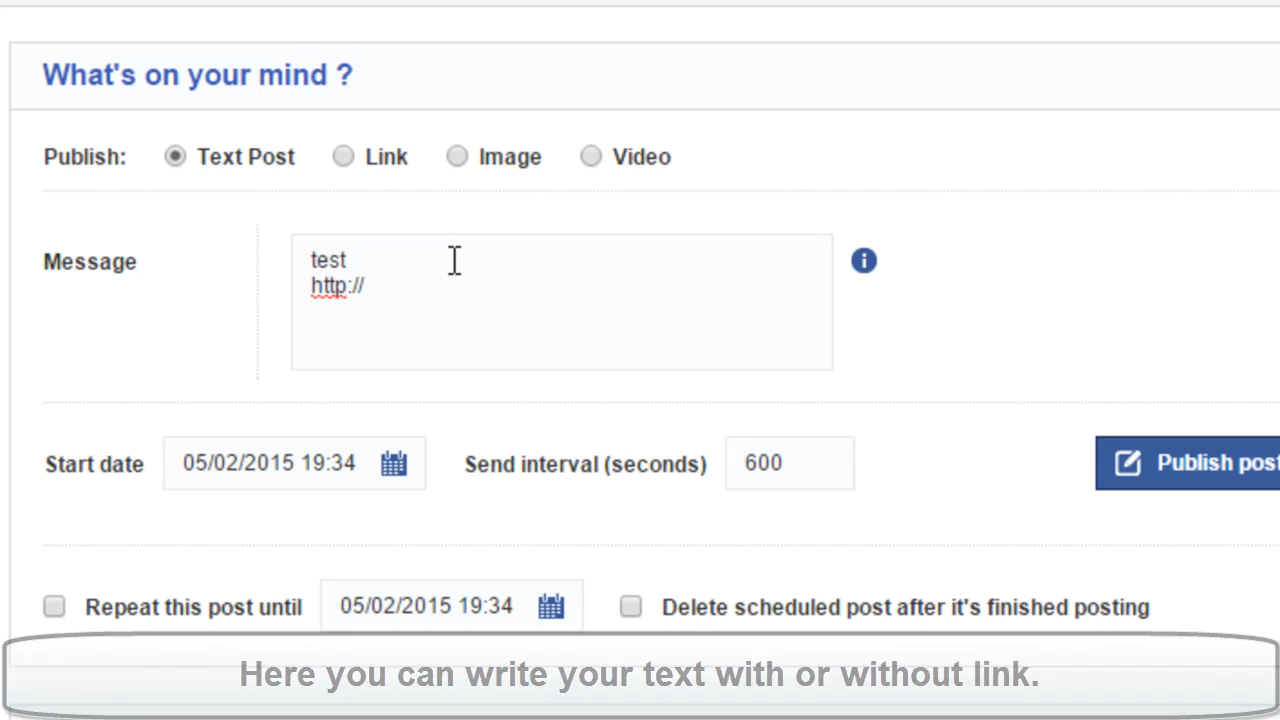 What's on your mind ?
Publish: Text Post Link Image Video
Message
test
http://
Start date 05/02/2015 19:34 Send interval (seconds) 600 Publish post
Repeat this post until 05/02/2015 19:34 Delete scheduled post after it's finished posting
Here you can write your text with or without link.